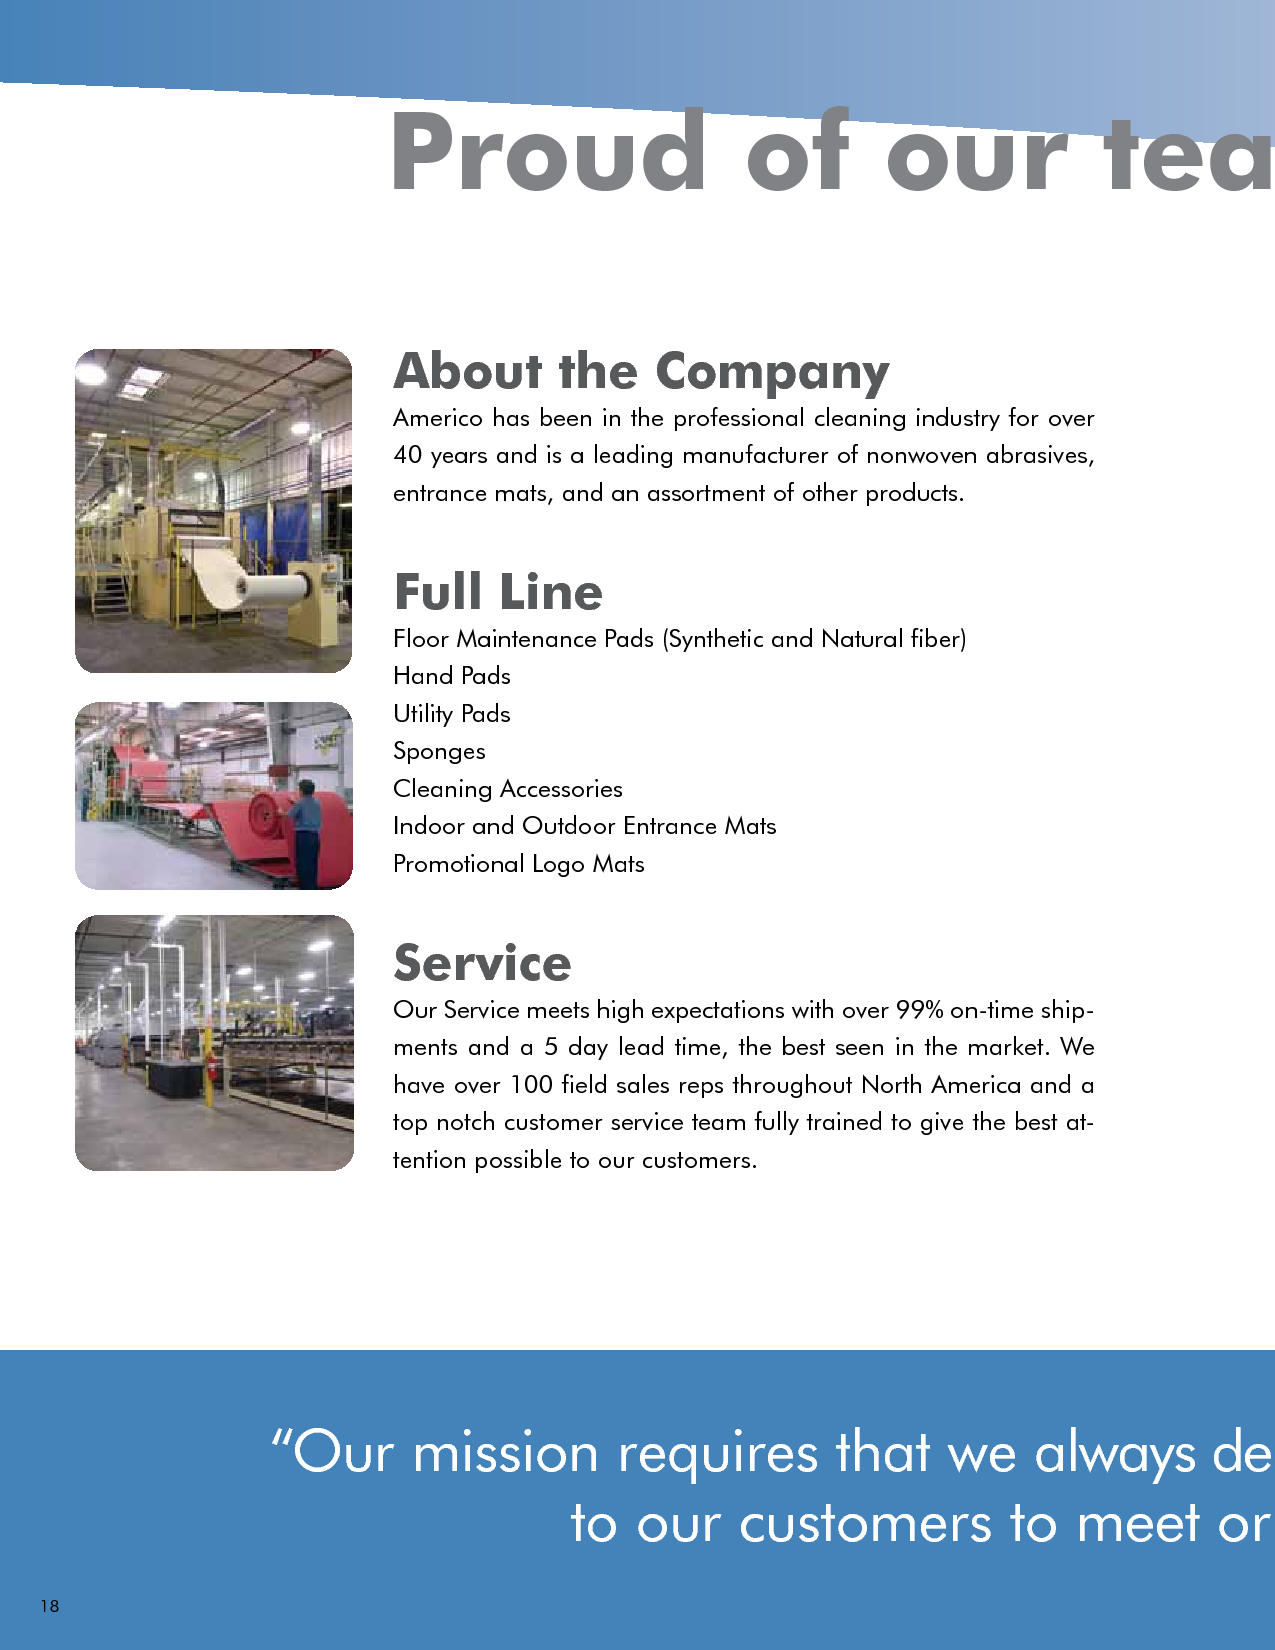 Proud of our tea
About the Company
Americo has been in the professional cleaning industry for over
40 years and is a leading manufacturer of nonwoven abrasives,
entrance mats, and an assortment of other products.
Full Line
Floor Maintenance Pads (Synthetic and Natural fiber)
Hand Pads
Utility Pads
Sponges
Cleaning Accessories
Indoor and Outdoor Entrance Mats
Promotional Logo Mats
Service
Our Service meets high expectations with over 99% on-time ship-
ments and a 5 day lead time, the best seen in the market. We
have over 100 field sales reps throughout North America and a
top notch customer service team fully trained to give the best at-
tention possible to our customers.
“Our mission requires that we always de
to our customers to meet or
18